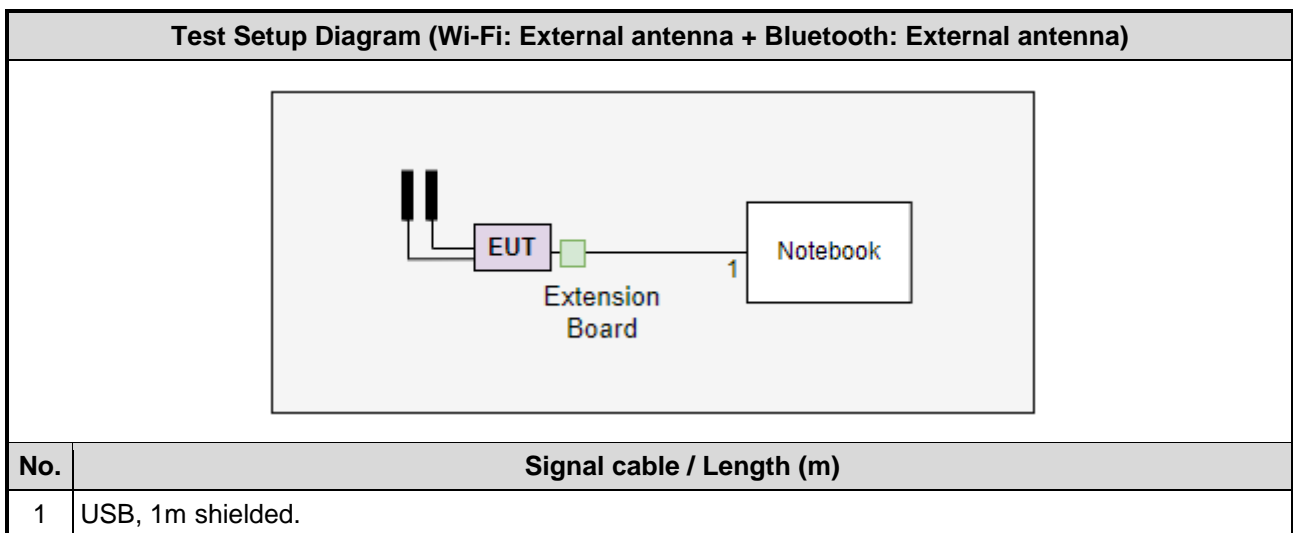 Test Setup Diagram (Wi-Fi: External antenna + Bluetooth: External antenna)
EUT
Notebook
1
Extension
Board
No. Signal cable / Length (m)
1 USB, 1m shielded.